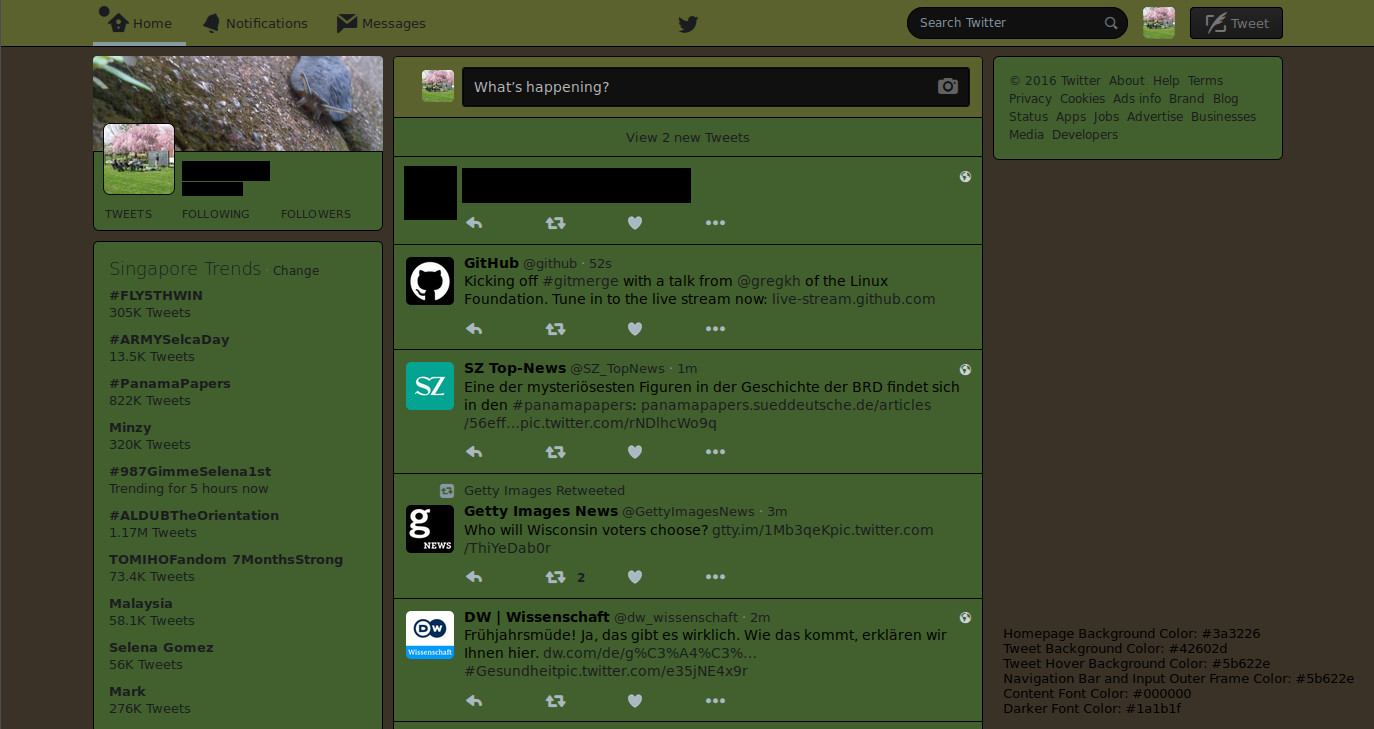 Home Notifications Messages Search Twitter Tweet
What's happening?
View 2 new Tweets
TWEETS FOLLOWING FOLLOWERS
Singapore Trends · Change
#FLY5THWIN
305K Tweets
#ARMYSelcaDay
13.5K Tweets
#PanamaPapers
822K Tweets
Minzy
320K Tweets
#987GimmeSelena1st
Trending for 5 hours now
#ALDUBTheOrientation
1.17M Tweets
TOMIHOFandom 7MonthsStrong
73.4K Tweets
Malaysia
58.1K Tweets
Selena Gomez
56K Tweets
Mark
276K Tweets
GitHub @github · 52s
Kicking off #gitmerge with a talk from @gregkh of the Linux
Foundation. Tune in to the live stream now: live-stream.github.com
SZ
SZ Top-News @SZ_TopNews · 1m
Eine der mysteriösesten Figuren in der Geschichte der BRD findet sich
in den #panamapapers: panamapapers.sueddeutsche.de/articles
/56eff…pic.twitter.com/rNDlhcWo9q
Getty Images Retweeted
g
NEWS
Getty Images News @GettyImagesNews · 3m
Who will Wisconsin voters choose? gtty.im/1Mb3qeKpic.twitter.com
/ThiYeDab0r
2
DW
Wissenschaft
DW | Wissenschaft @dw_wissenschaft · 2m
Frühjahrsmüde! Ja, das gibt es wirklich. Wie das kommt, erklären wir
Ihnen hier. dw.com/de/g%C3%A4%C3%…
#Gesundheitpic.twitter.com/e35jNE4x9r
© 2016 Twitter About Help Terms
Privacy Cookies Ads info Brand Blog
Status Apps Jobs Advertise Businesses
Media Developers
Homepage Background Color: #3a3226
Tweet Background Color: #42602d
Tweet Hover Background Color: #5b622e
Navigation Bar and Input Outer Frame Color: #5b622e
Content Font Color: #000000
Darker Font Color: #1a1b1f